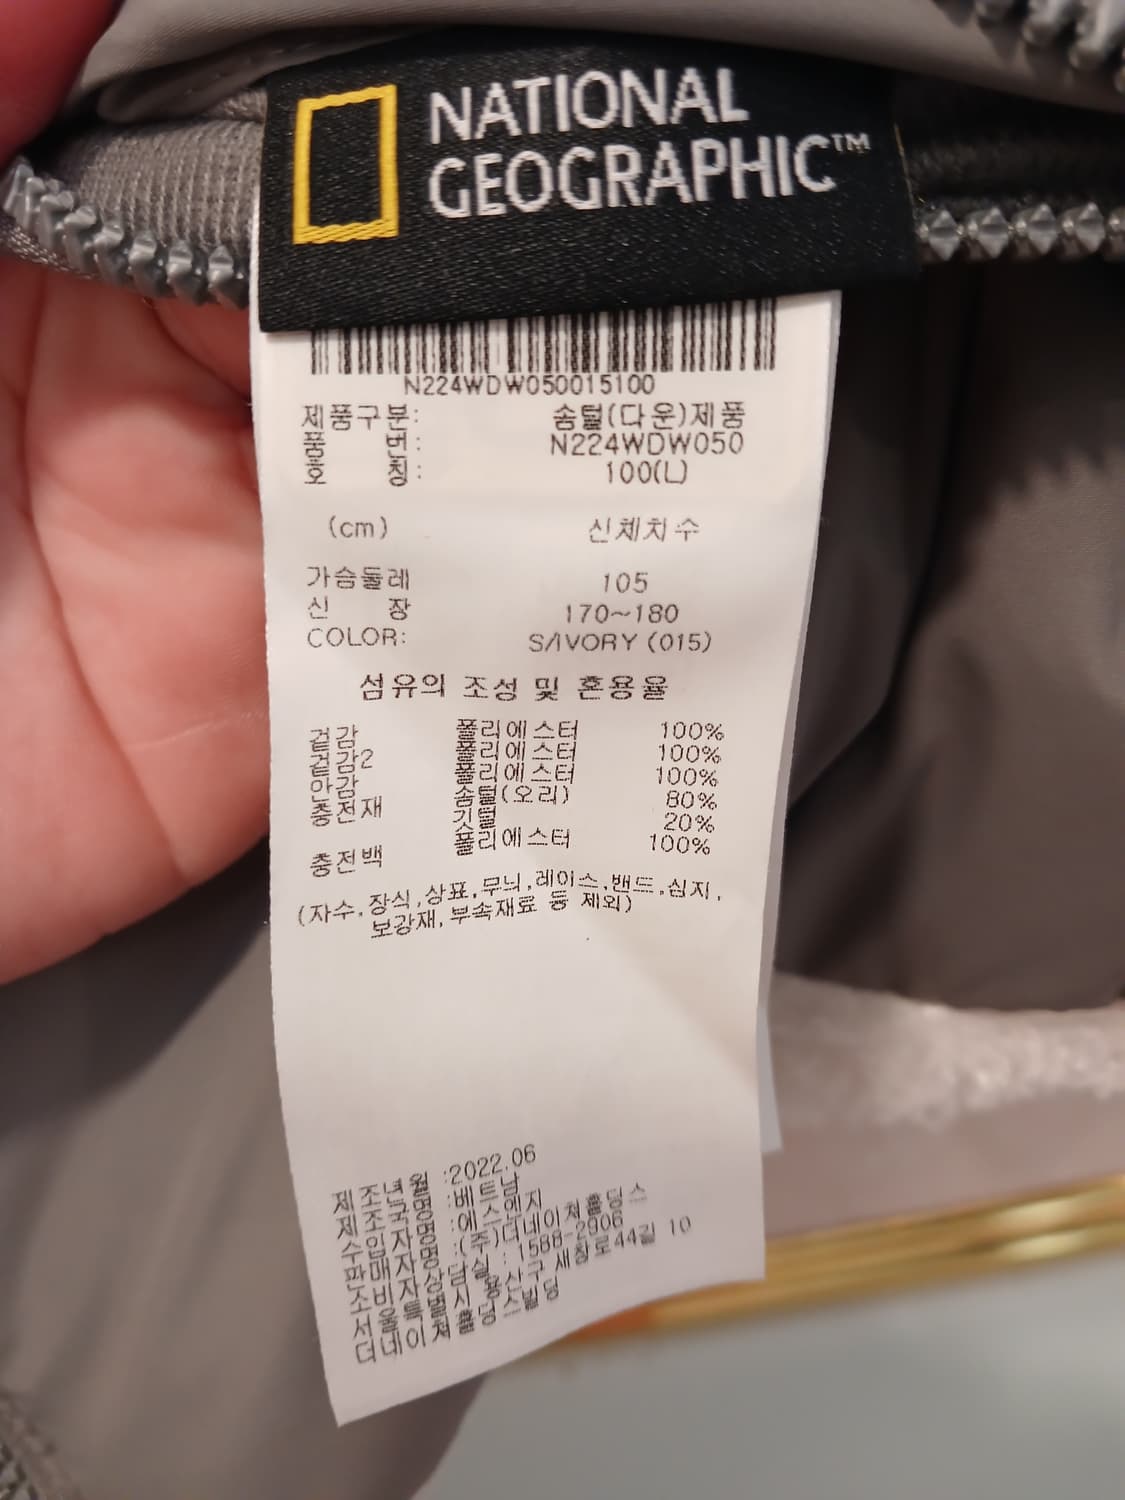 NATIONAL
GEOGRAPHIC™
N224WDW050015100
제품구분: 솜털(다운)제품
품 번: N224WDW050
호 칭: 100(L)
(cm) 신체치수
가슴둘레 105
신 장 170~180
COLOR: S/IVORY (015)
섬유의 조성 및 혼용율
겉감 폴리에스터 100%
겉감2 폴리에스터 100%
안감 폴리에스터 100%
충전재 솜털(오리) 80%
깃털 20%
충전백 폴리에스터 100%
(자수,장식,상표,무늬,레이스,밴드,심지,
보강재,부속재료 등 제외)
제 조 년 월 :2022.06
제 조 국 명 :베트남
수 입 자 명 :에스엔지
판 매 자 명 :(주)더네이쳐홀딩스
소비자상담실 :1588-2906
서울특별시 용산구 새창로44길 10
더네이쳐홀딩스빌딩